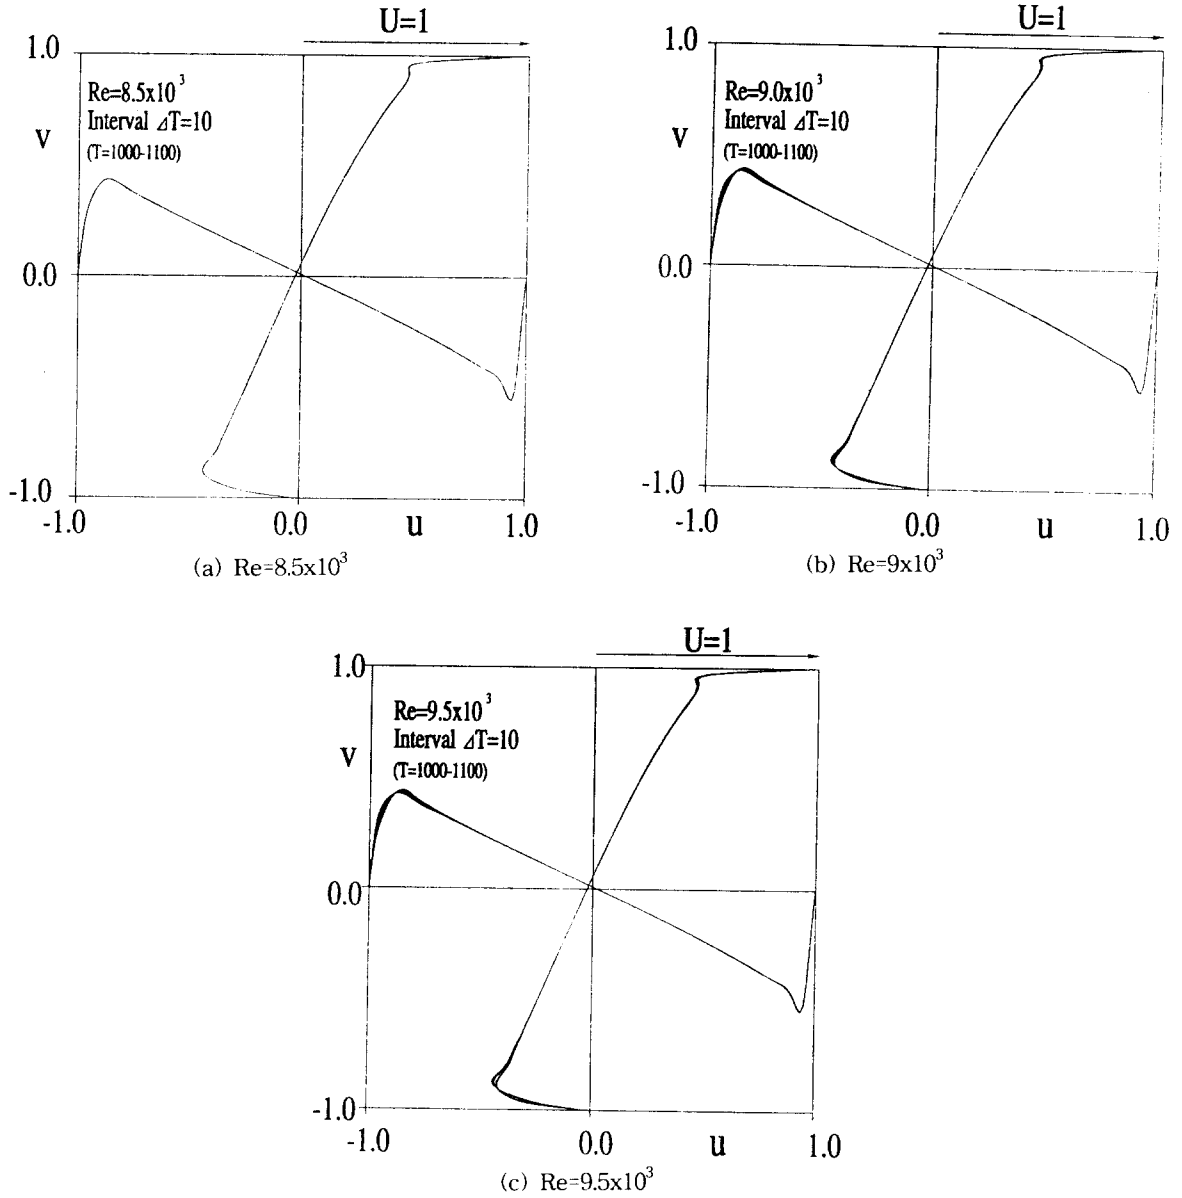 U=1
1.0
Re=8.5x10³
Interval ⊿T=10
(T=1000-1100)
v
0.0
-1.0
-1.0 0.0 u 1.0
(a) Re=8.5x10³
U=1
1.0
Re=9.0x10³
Interval ⊿T=10
(T=1000-1100)
v
0.0
-1.0
-1.0 0.0 u 1.0
(b) Re=9x10³
U=1
1.0
Re=9.5x10³
Interval ⊿T=10
(T=1000-1100)
v
0.0
-1.0
-1.0 0.0 u 1.0
(c) Re=9.5x10³